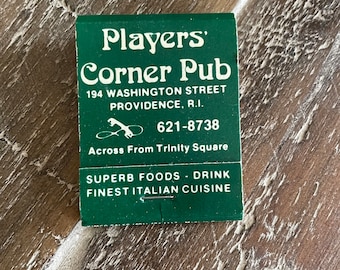 Players'
Corner Pub
194 WASHINGTON STREET
PROVIDENCE, R.I.
621-8738
Across From Trinity Square
SUPERB FOODS - DRINK
FINEST ITALIAN CUISINE